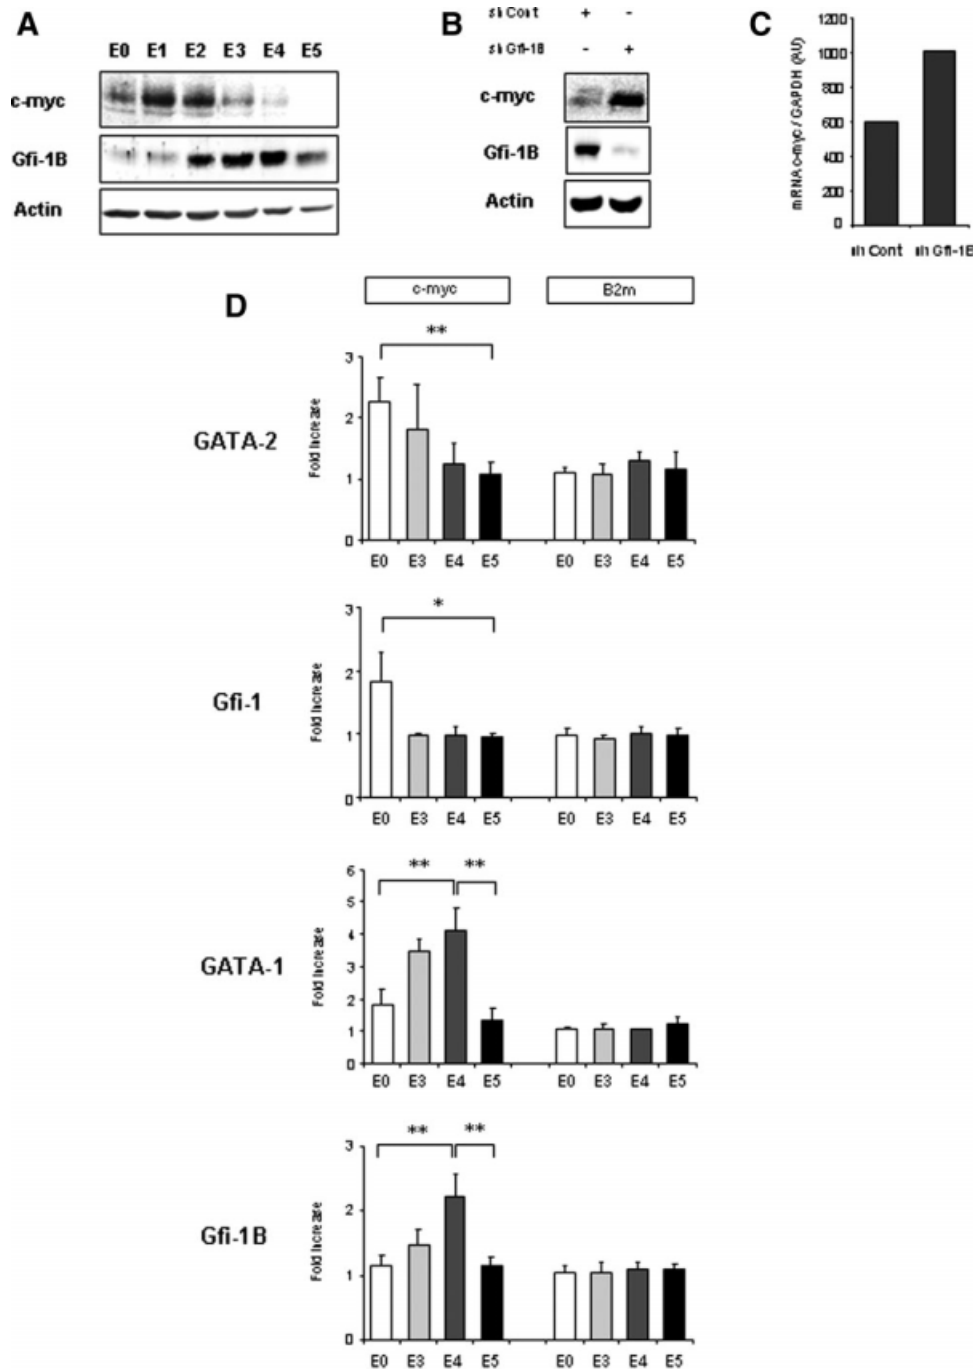 A
E0 E1 E2 E3 E4 E5
c-myc
Gfi-1B
Actin
B
sh Cont + -
sh Gfi-1B - +
c-myc
Gfi-1B
Actin
C
mRNA c-myc / GAPDH (AU)
1200
1000
800
600
400
200
0
sh Cont sh Gfi-1B
D
c-myc B2m
GATA-2
Fold Increase
**
3
2
1
0
E0 E3 E4 E5 E0 E3 E4 E5
Gfi-1
Fold Increase
*
3
2
1
0
E0 E3 E4 E5 E0 E3 E4 E5
GATA-1
Fold Increase
** **
6
5
4
3
2
1
0
E0 E3 E4 E5 E0 E3 E4 E5
Gfi-1B
Fold Increase
** **
3
2
1
0
E0 E3 E4 E5 E0 E3 E4 E5